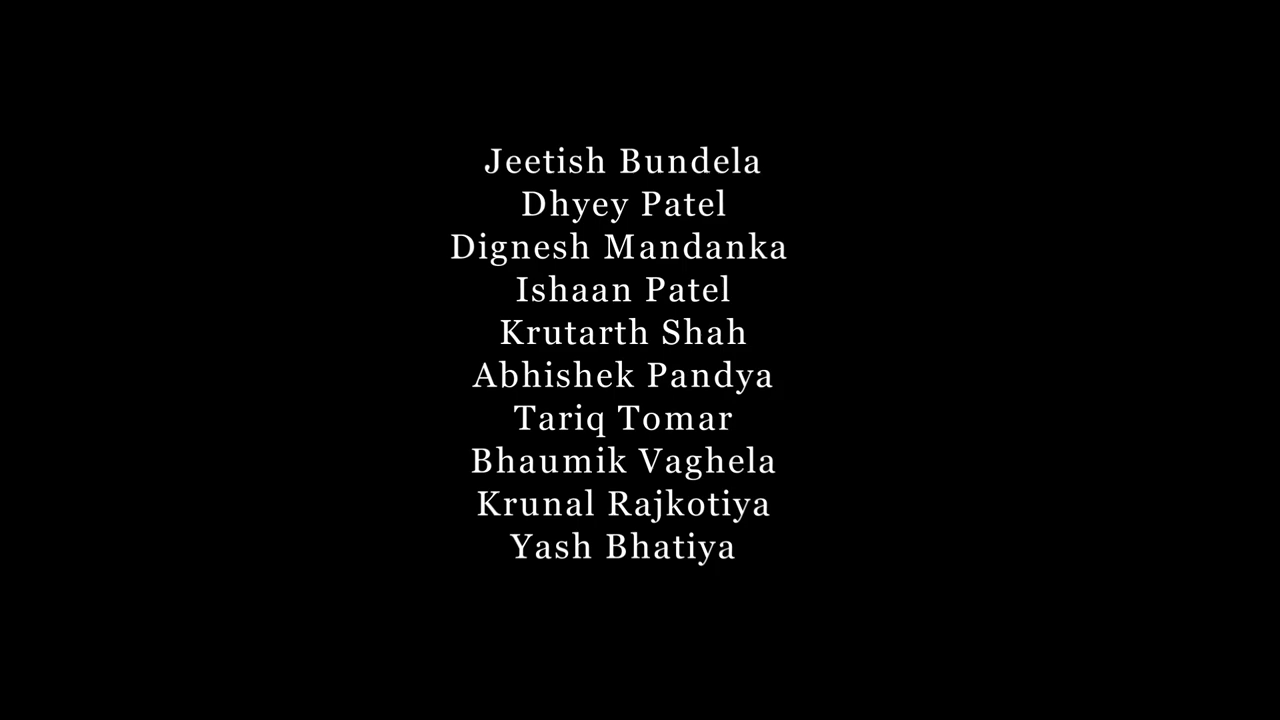 Jeetish Bundela
Dhyey Patel
Dignesh Mandanka
Ishaan Patel
Krutarth Shah
Abhishek Pandya
Tariq Tomar
Bhaumik Vaghela
Krunal Rajkotiya
Yash Bhatiya